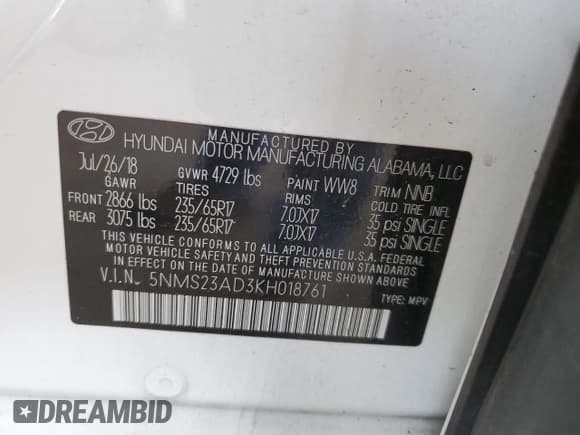 MANUFACTURED BY
HYUNDAI MOTOR MANUFACTURING ALABAMA, LLC
Jul/26/18 GVWR 4729 lbs PAINT WW8 TRIM NNB
GAWR TIRES RIMS COLD TIRE INFL
FRONT 2866 lbs 235/65R17 7.0JX17 35 psi SINGLE
REAR 3075 lbs 235/65R17 7.0JX17 35 psi SINGLE
THIS VEHICLE CONFORMS TO ALL APPLICABLE U.S.A. FEDERAL
MOTOR VEHICLE SAFETY, BUMPER, AND
THEFT PREVENTION STANDARDS IN EFFECT ON THE DATE OF MANUFACTURE SHOWN ABOVE
V.I.N. 5NMS23AD3KH018761
TYPE: MPV
DREAMBID